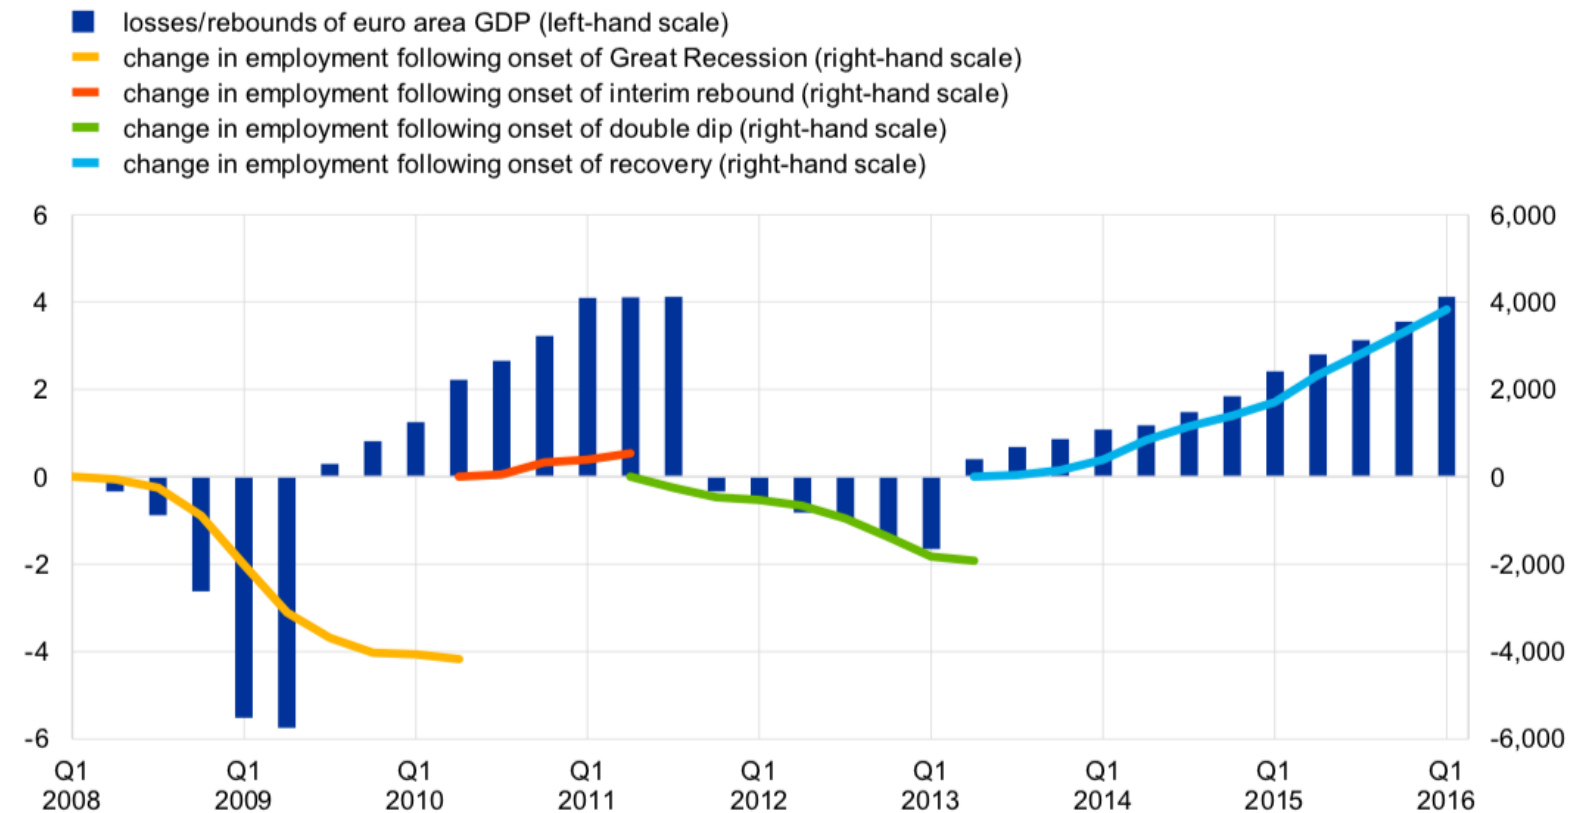 losses/rebounds of euro area GDP (left-hand scale)
change in employment following onset of Great Recession (right-hand scale)
change in employment following onset of interim rebound (right-hand scale)
change in employment following onset of double dip (right-hand scale)
change in employment following onset of recovery (right-hand scale)
6 6,000
4 4,000
2 2,000
0 0
-2 -2,000
-4 -4,000
-6 -6,000
Q1 Q1 Q1 Q1 Q1 Q1 Q1 Q1 Q1
2008 2009 2010 2011 2012 2013 2014 2015 2016